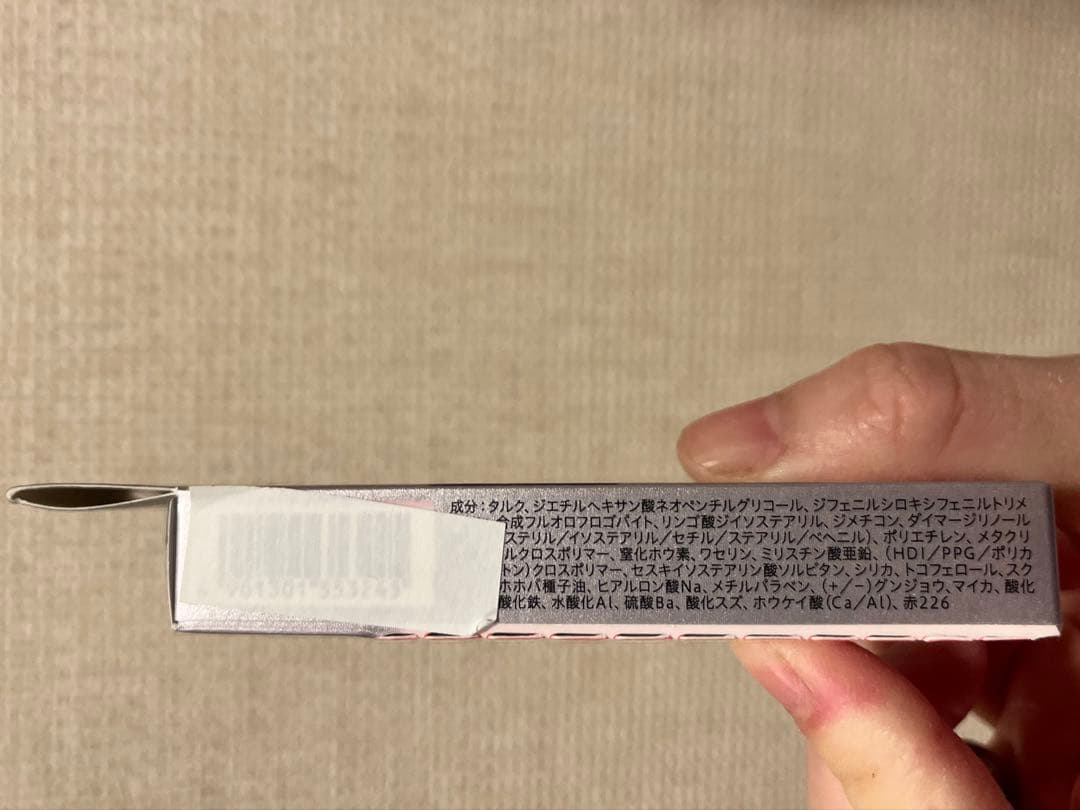 成分：タルク、ジエチルヘキサン酸ネオペンチルグリコール、ジフェニルシロキシフェニルトリメ
合成フルオロフロゴパイト、リンゴ酸ジイソステアリル、ジメチコン、ダイマージリノール
ステリル／イソステアリル／セチル／ステアリル／ベヘニル）、ポリエチレン、メタクリ
ルクロスポリマー、窒化ホウ素、ワセリン、ミリスチン酸亜鉛、（HDI／PPG／ポリカ
トン）クロスポリマー、セスキイソステアリン酸ソルビタン、シリカ、トコフェロール、スク
ホホバ種子油、ヒアルロン酸Na、メチルパラベン、（+/−）グンジョウ、マイカ、酸化
酸化鉄、水酸化Al、硫酸Ba、酸化スズ、ホウケイ酸（Ca/Al）、赤226